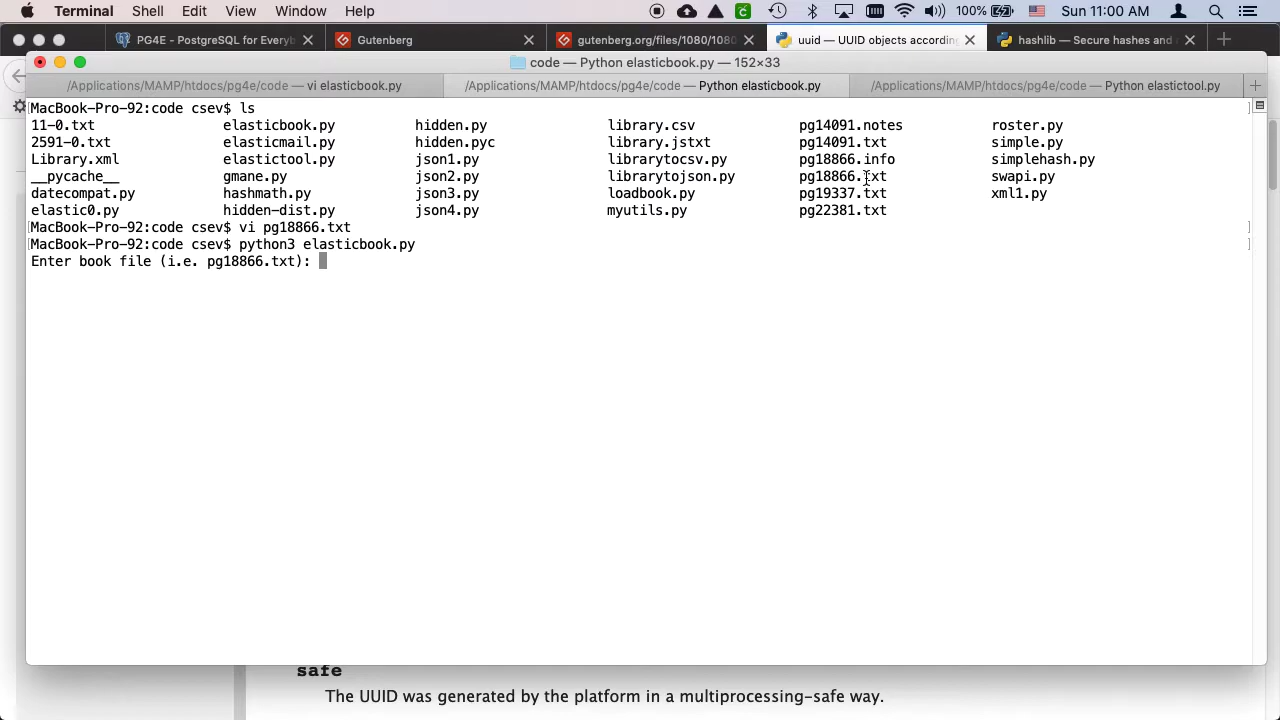 Terminal Shell Edit View Window Help 100% Sun 11:00 AM
PG4E - PostgreSQL for Everyb Gutenberg gutenberg.org/files/1080/1080 uuid — UUID objects according hashlib — Secure hashes and
code — Python elasticbook.py — 152×33
/Applications/MAMP/htdocs/pg4e/code — vi elasticbook.py /Applications/MAMP/htdocs/pg4e/code — Python elasticbook.py /Applications/MAMP/htdocs/pg4e/code — Python elastictool.py
[MacBook-Pro-92:code csev$ ls ]
11-0.txt elasticbook.py hidden.py library.csv pg14091.notes roster.py
2591-0.txt elasticmail.py hidden.pyc library.jstxt pg14091.txt simple.py
Library.xml elastictool.py json1.py librarytocsv.py pg18866.info simplehash.py
__pycache__ gmane.py json2.py librarytojson.py pg18866.txt swapi.py
datecompat.py hashmath.py json3.py loadbook.py pg19337.txt xml1.py
elastic0.py hidden-dist.py json4.py myutils.py pg22381.txt
[MacBook-Pro-92:code csev$ vi pg18866.txt ]
[MacBook-Pro-92:code csev$ python3 elasticbook.py ]
Enter book file (i.e. pg18866.txt):
safe
The UUID was generated by the platform in a multiprocessing-safe way.